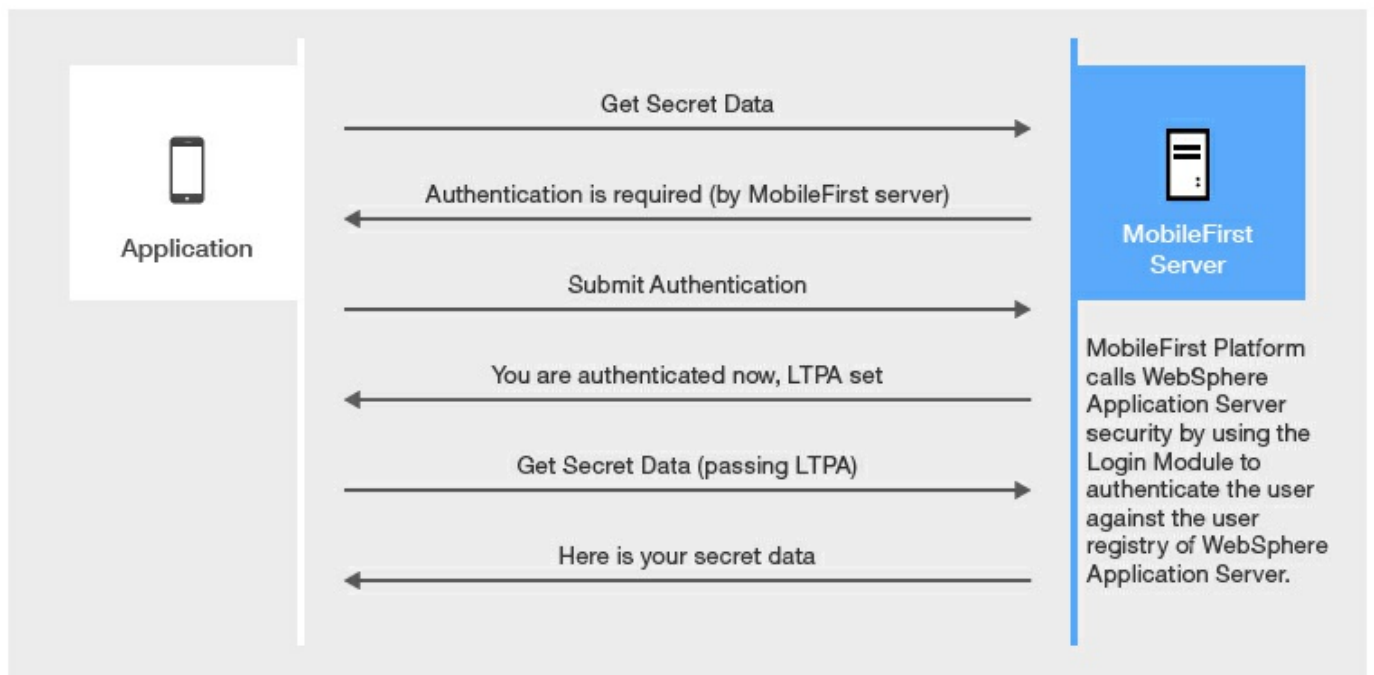 Get Secret Data
Authentication is required (by MobileFirst server)
Application
MobileFirst
Server
Submit Authentication
You are authenticated now, LTPA set
Get Secret Data (passing LTPA)
Here is your secret data
MobileFirst Platform
calls WebSphere
Application Server
security by using the
Login Module to
authenticate the user
against the user
registry of WebSphere
Application Server.